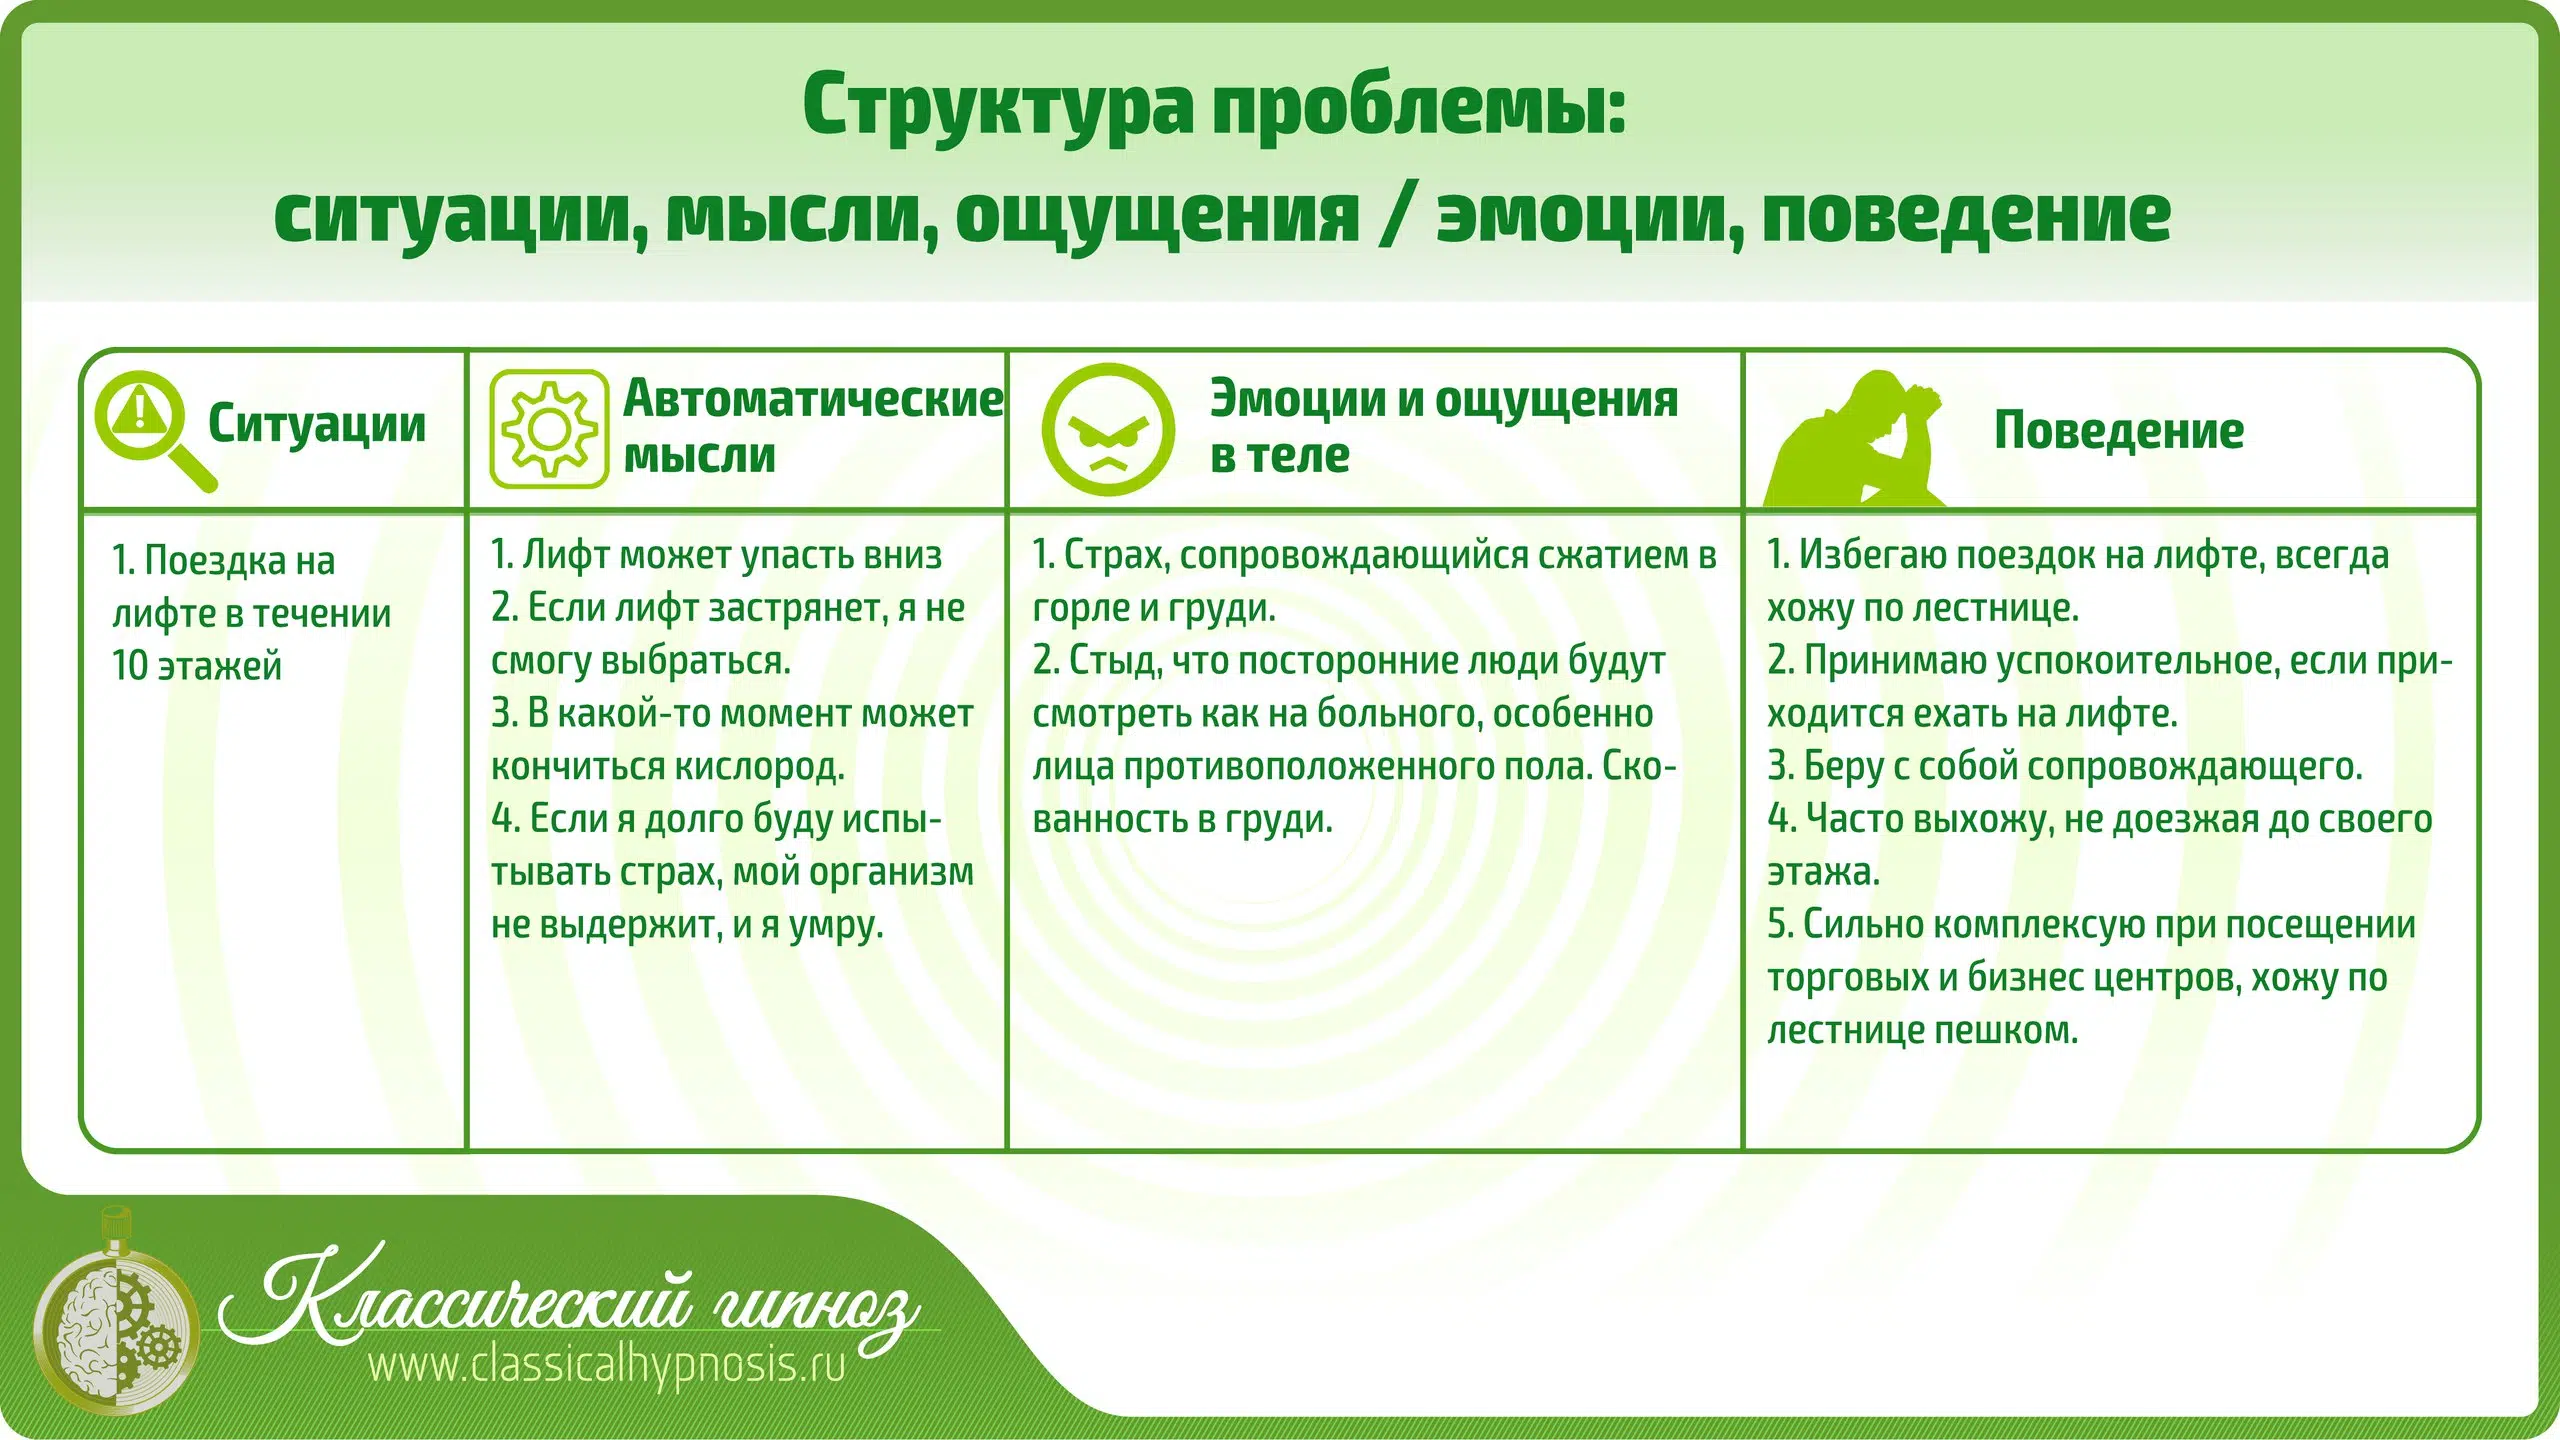 Структура проблемы:
ситуации, мысли, ощущения / эмоции, поведение
Ситуации
1. Поездка на
лифте в течении
10 этажей
Автоматические
мысли
1. Лифт может упасть вниз
2. Если лифт застрянет, я не
смогу выбраться.
3. В какой-то момент может
кончиться кислород.
4. Если я долго буду испы-
тывать страх, мой организм
не выдержит, и я умру.
Эмоции и ощущения
в теле
1. Страх, сопровождающийся сжатием в
горле и груди.
2. Стыд, что посторонние люди будут
смотреть как на больного, особенно
лица противоположенного пола. Ско-
ванность в груди.
Поведение
1. Избегаю поездок на лифте, всегда
хожу по лестнице.
2. Принимаю успокоительное, если при-
ходится ехать на лифте.
3. Беру с собой сопровождающего.
4. Часто выхожу, не доезжая до своего
этажа.
5. Сильно комплексую при посещении
торговых и бизнес центров, хожу по
лестнице пешком.
Классический гипноз
www.classicalhypnosis.ru